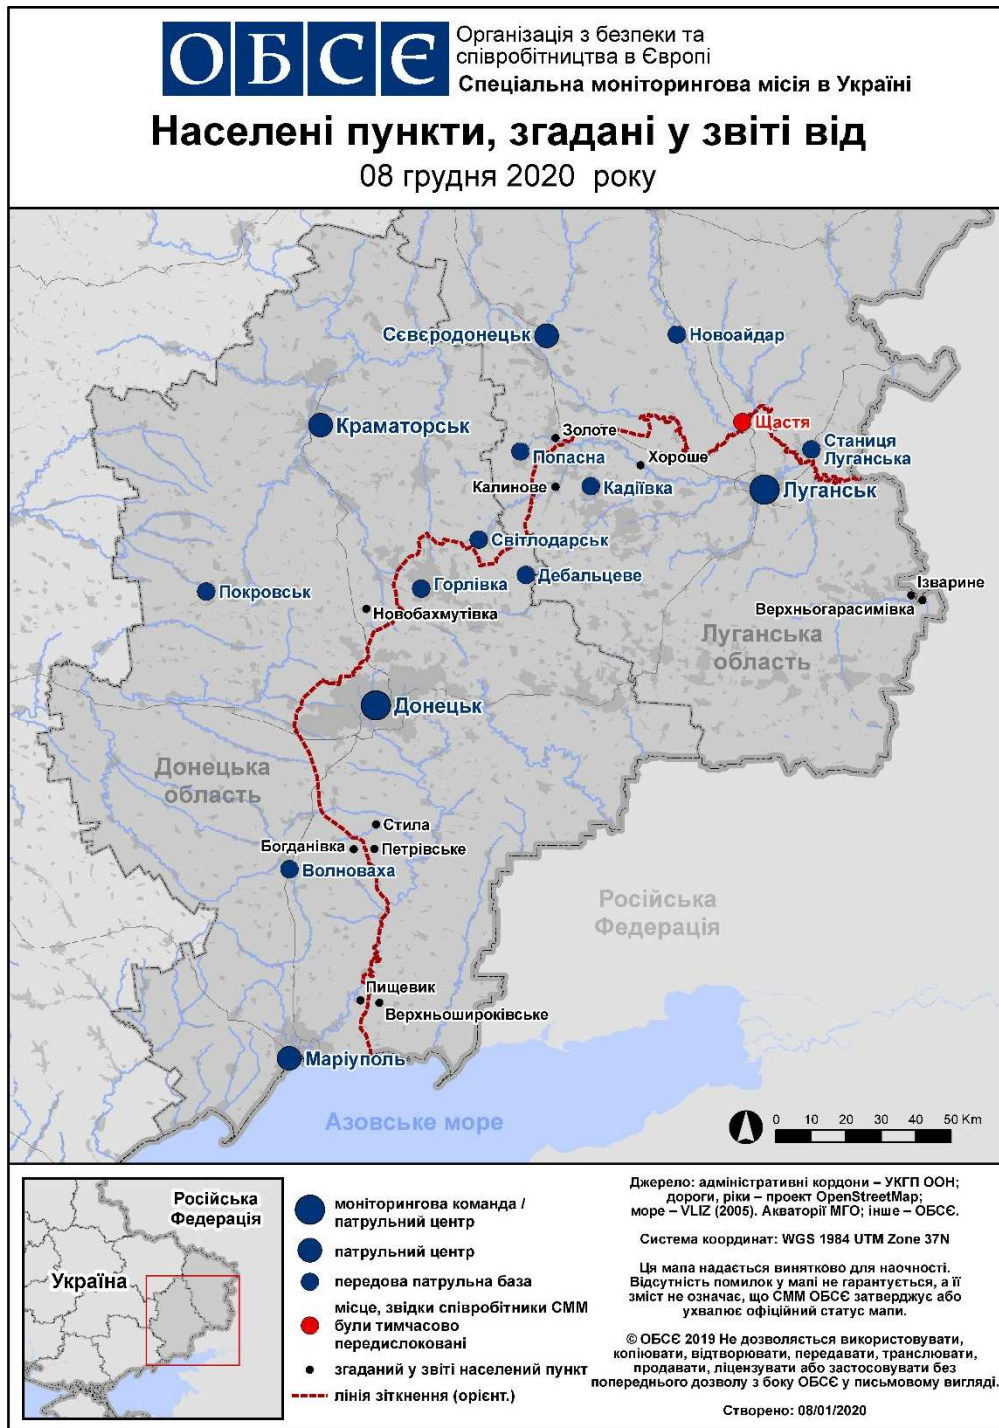 ОБСЄ
Організація з безпеки та
співробітництва в Європі
Спеціальна моніторингова місія в Україні
Населені пункти, згадані у звіті від
08 грудня 2020 року
Сєвєродонецьк
Новоайдар
Краматорськ
Золоте
Щастя
Попасна
Хороше
Станиця
Луганська
Калинове
Кадіївка
Луганськ
Світлодарськ
Дебальцеве
Покровськ
Горлівка
Ізварине
Новобахмутівка
Верхньогарасимівка
Луганська
область
Донецьк
Донецька
область
Стила
Богданівка
Петрівське
Волноваха
Російська
Федерація
Пищевик
Верхньошироківське
Маріуполь
Азовське море
0 10 20 30 40 50 Km
Російська
Федерація
Україна
моніторингова команда /
патрульний центр
патрульний центр
передова патрульна база
місце, звідки співробітники СММ
були тимчасово
передислоковані
згаданий у звіті населений пункт
лінія зіткнення (орієнт.)
Джерело: адміністративні кордони – УКГП ООН;
дороги, ріки – проект OpenStreetMap;
море – VLIZ (2005). Акваторії МГО; інше – ОБСЄ.
Система координат: WGS 1984 UTM Zone 37N
Ця мапа надається винятково для наочності.
Відсутність помилок у мапі не гарантується, а її
зміст не означає, що СММ ОБСЄ затверджує або
ухвалює офіційний статус мапи.
© ОБСЄ 2019 Не дозволяється використовувати,
копіювати, відтворювати, передавати, транслювати,
продавати, ліцензувати або застосовувати без
попереднього дозволу з боку ОБСЄ у письмовому вигляді.
Створено: 08/01/2020